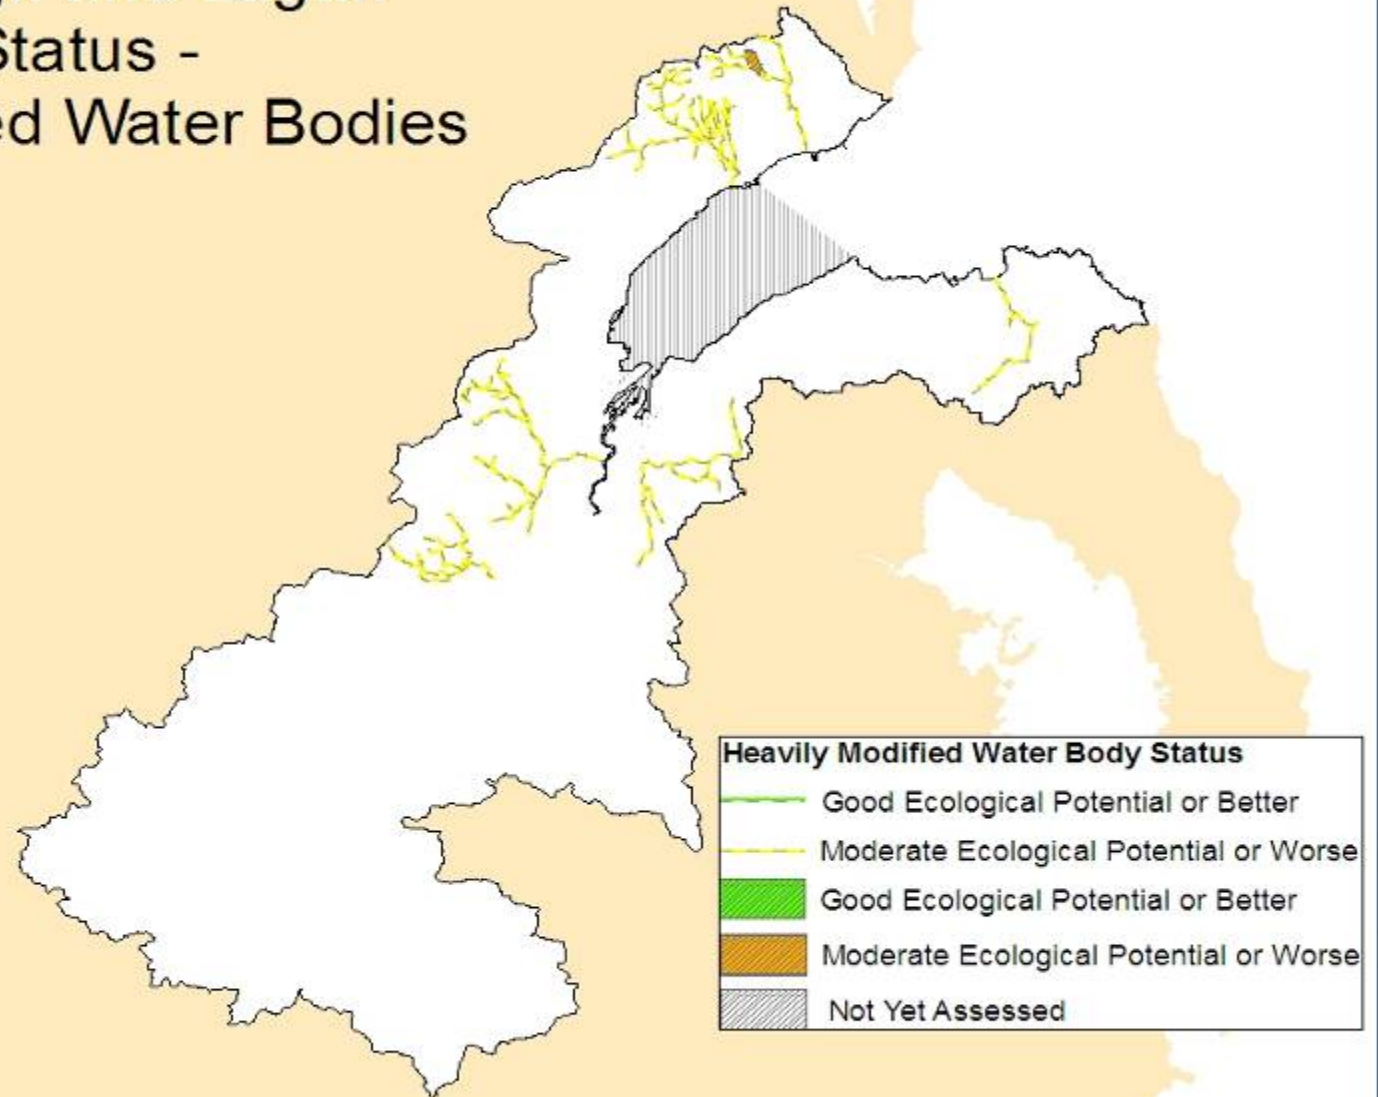 Status -
ed Water Bodies
Heavily Modified Water Body Status
Good Ecological Potential or Better
Moderate Ecological Potential or Worse
Good Ecological Potential or Better
Moderate Ecological Potential or Worse
Not Yet Assessed